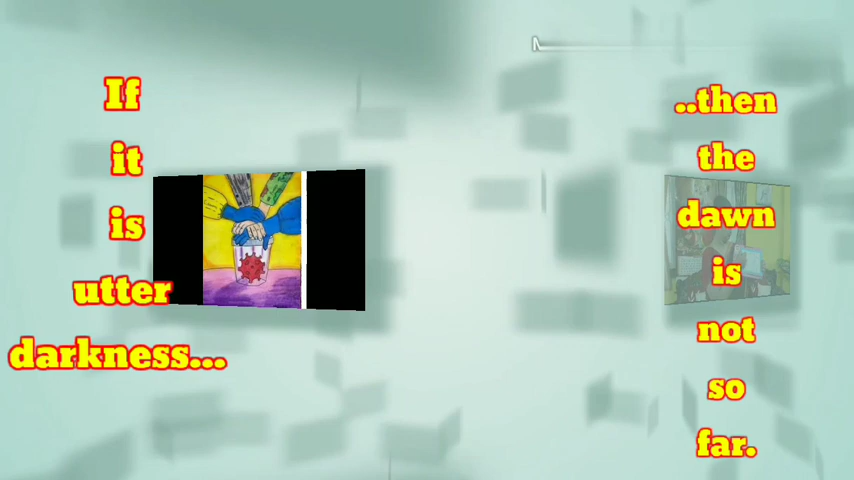 If
it
is
utter
darkness...
..then
the
dawn
is
not
so
far.